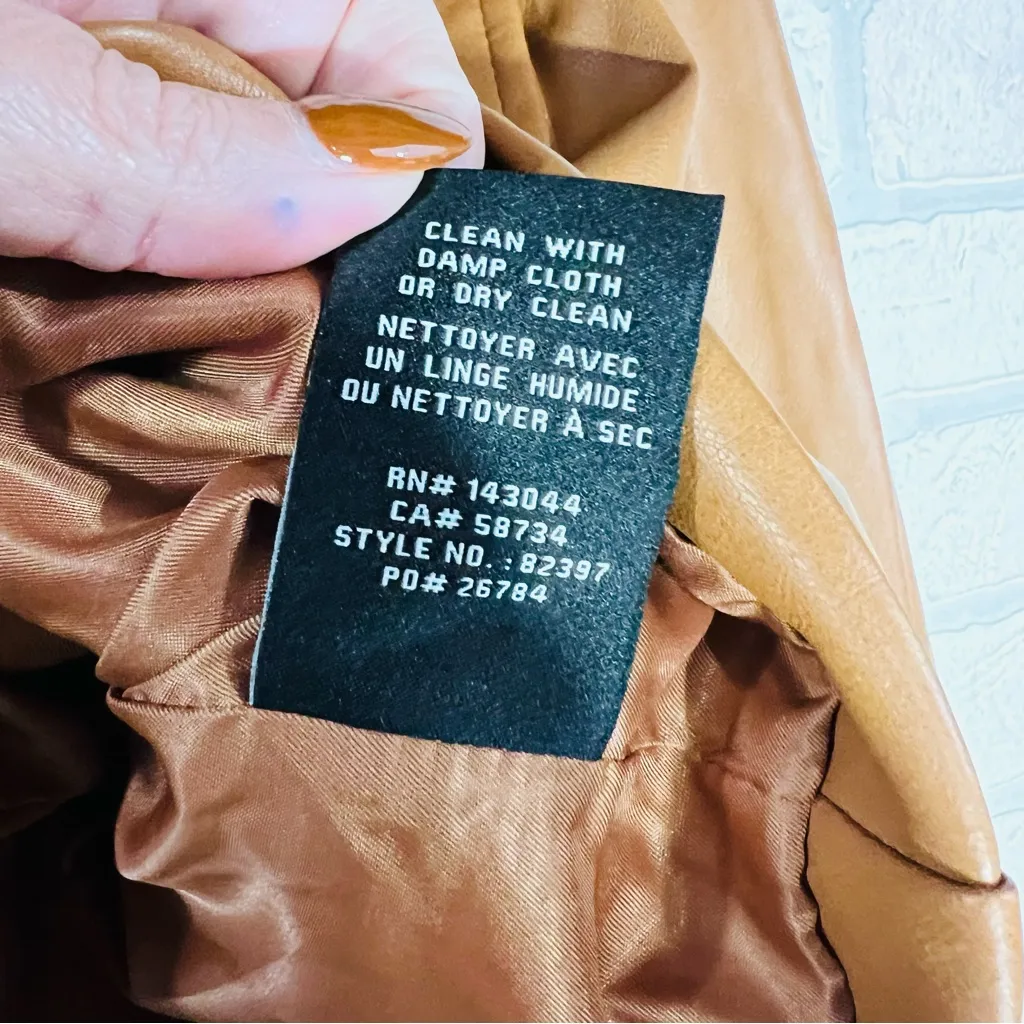 CLEAN WITH
DAMP CLOTH
OR DRY CLEAN
NETTOYER AVEC
UN LINGE HUMIDE
OU NETTOYER À SEC
RN# 143044
CA# 58734
STYLE NO. : 82397
PO# 26784